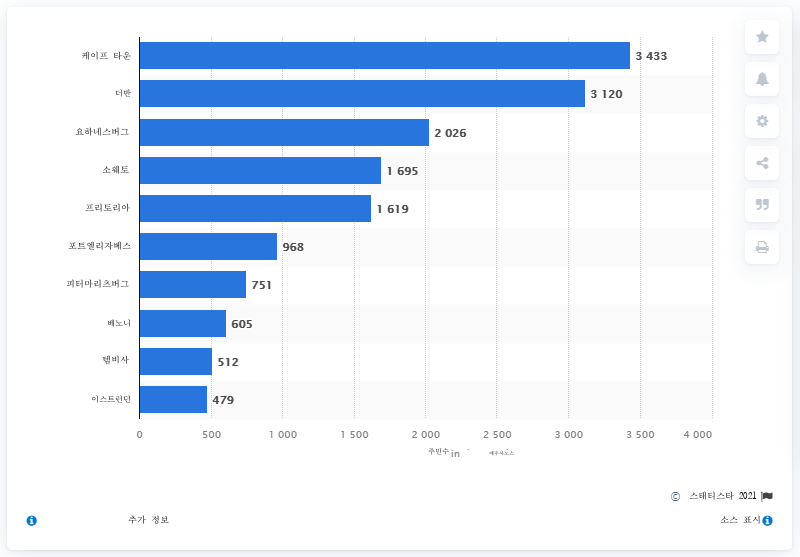 케이프 타운 3 433
더반 3 120
요하네스버그 2 026
소웨토 1 695
프리토리아 1 619
포트엘리자베스 968
피터마리츠버그 751
베노니 605
템비사 512
이스트런던 479
0 500 1 000 1 500 2 000 2 500 3 000 3 500 4 000
주민수 in
© 스태티스타 2021
추가 정보 소스 표시